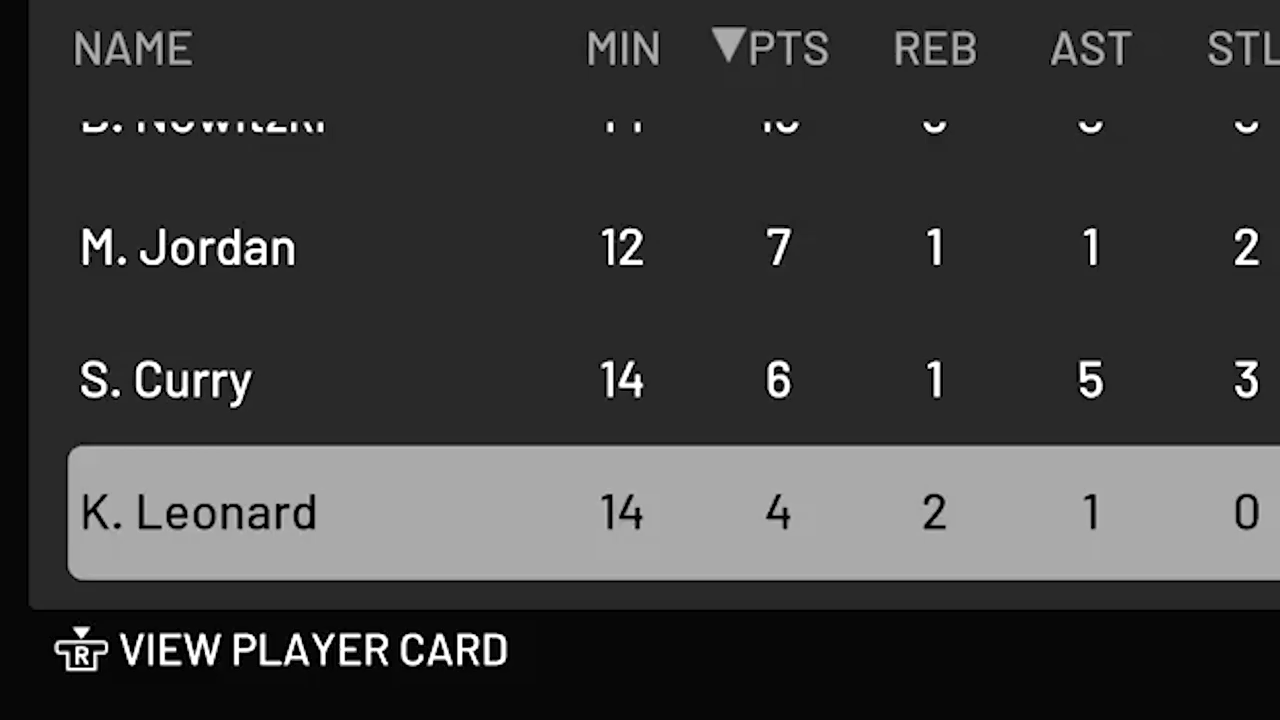 NAME MIN ▼PTS REB AST STL
M. Jordan 12 7 1 1 2
S. Curry 14 6 1 5 3
K. Leonard 14 4 2 1 0
R VIEW PLAYER CARD